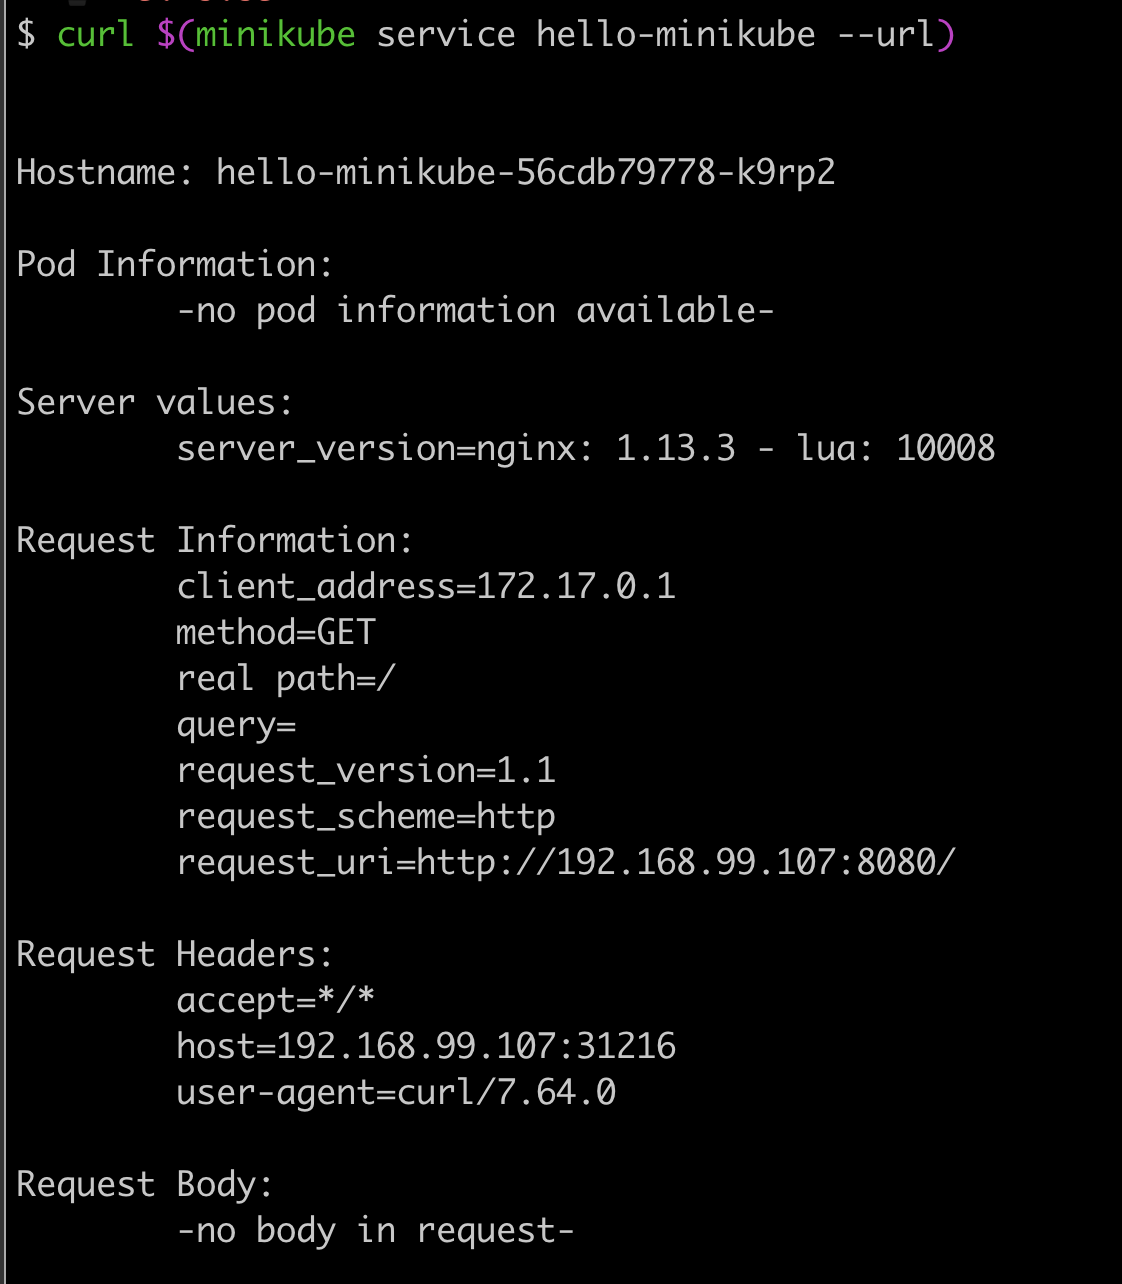 $ curl $(minikube service hello-minikube --url)
Hostname: hello-minikube-56cdb79778-k9rp2
Pod Information:
-no pod information available-
Server values:
server_version=nginx: 1.13.3 - lua: 10008
Request Information:
client_address=172.17.0.1
method=GET
real path=/
query=
request_version=1.1
request_scheme=http
request_uri=http://192.168.99.107:8080/
Request Headers:
accept=*/*
host=192.168.99.107:31216
user-agent=curl/7.64.0
Request Body:
-no body in request-